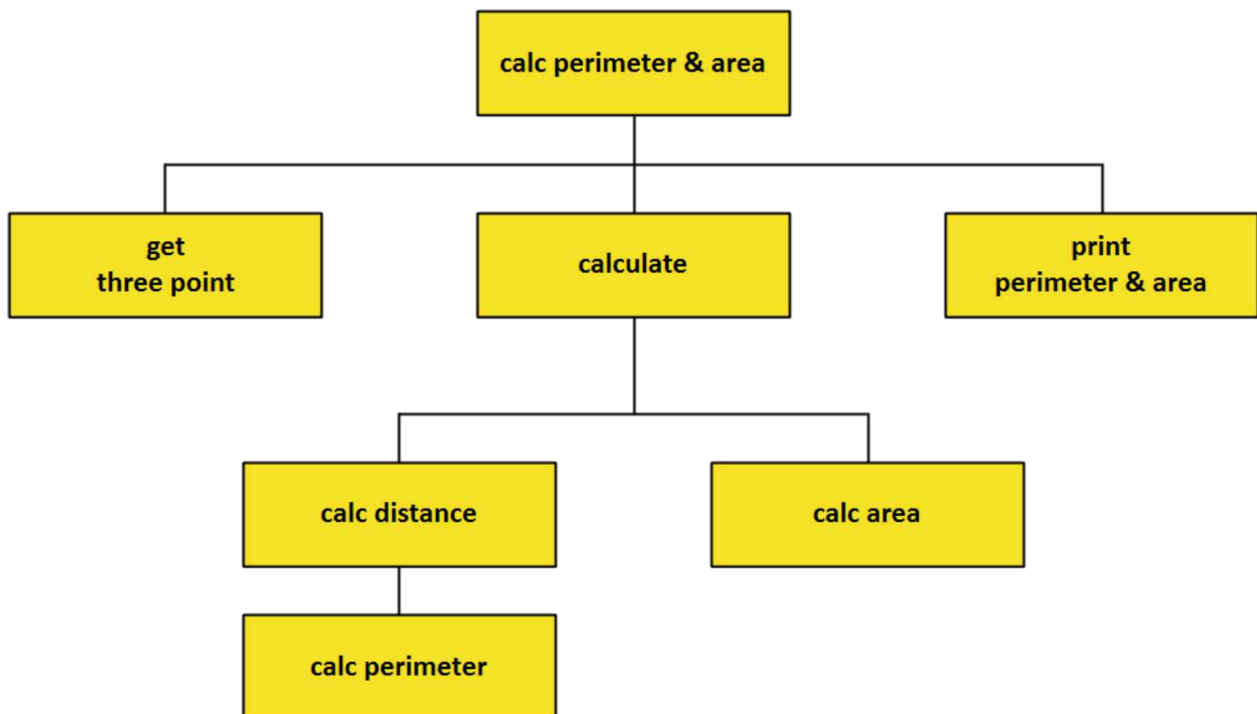 calc perimeter & area
get
three point
calculate
print
perimeter & area
calc distance
calc area
calc perimeter